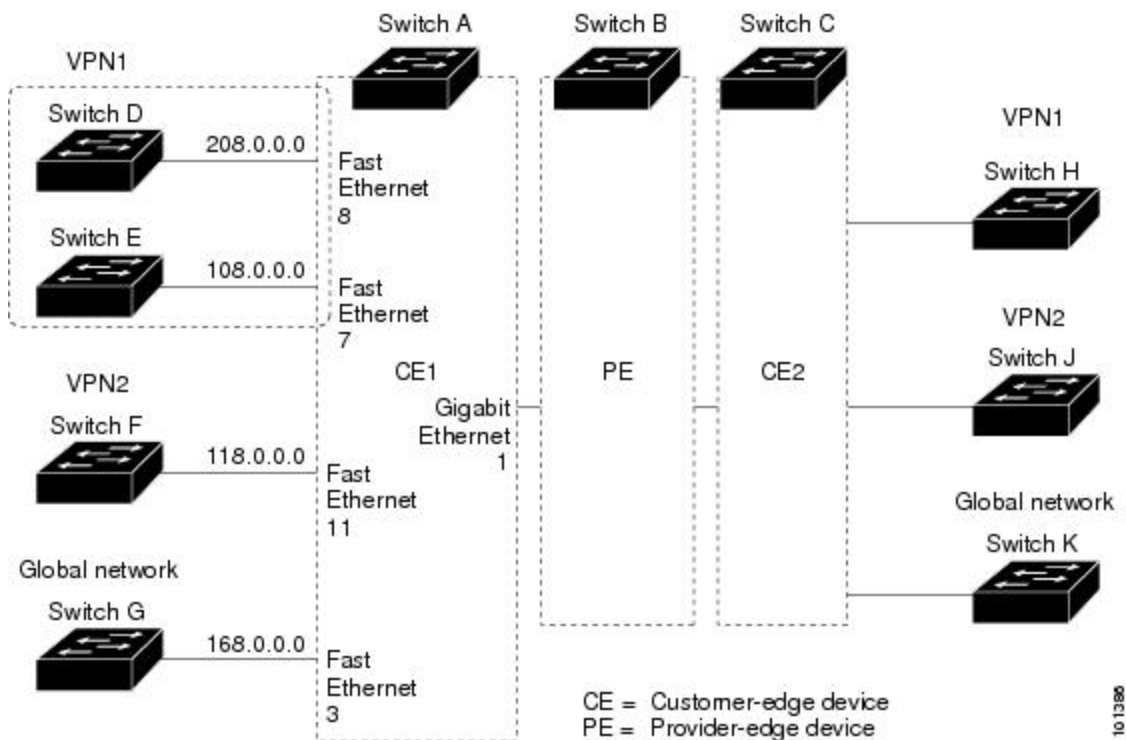 Switch A
Switch B
Switch C
VPN1
Switch D
208.0.0.0
Fast
Ethernet
8
Switch E
108.0.0.0
Fast
Ethernet
7
VPN2
Switch F
118.0.0.0
Fast
Ethernet
11
Global network
Switch G
168.0.0.0
Fast
Ethernet
3
CE1
Gigabit
Ethernet
1
PE
CE2
VPN1
Switch H
VPN2
Switch J
Global network
Switch K
CE = Customer-edge device
PE = Provider-edge device
101386